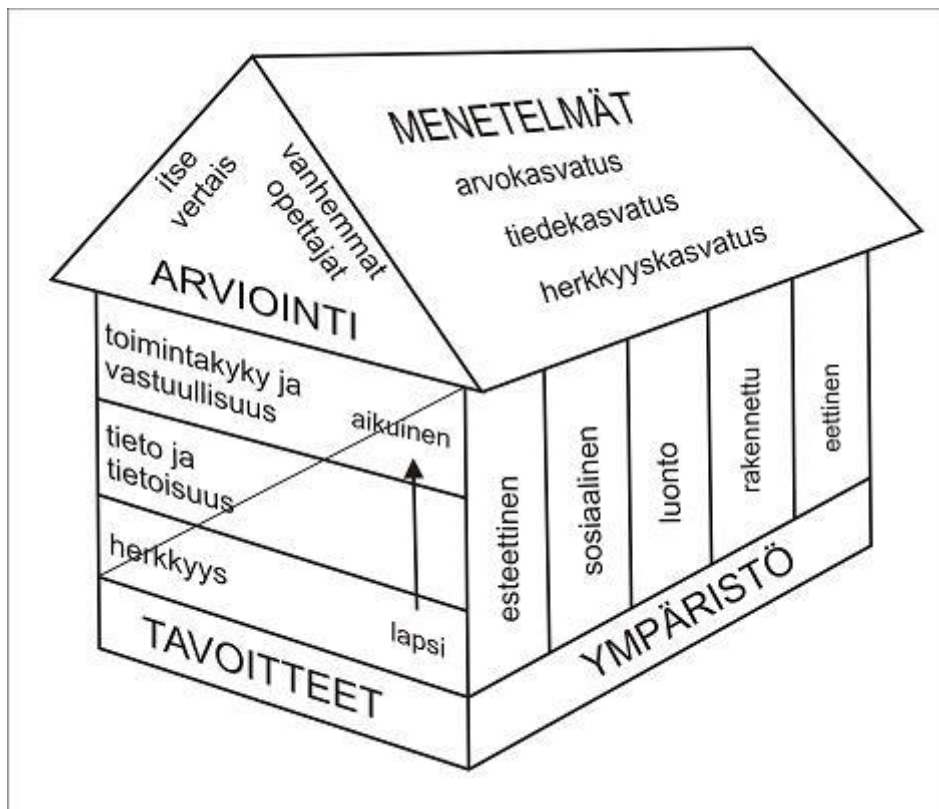 MENETELMÄT
arvokasvatus
tiedekasvatus
herkkyyskasvatus
itse
vertais
vanhemmat
opettajat
ARVIOINTI
toimintakyky ja
vastuullisuus
aikuinen
tieto ja
tietoisuus
herkkyys
lapsi
TAVOITTEET
esteettinen
sosiaalinen
luonto
rakennettu
eettinen
YMPÄRISTÖ